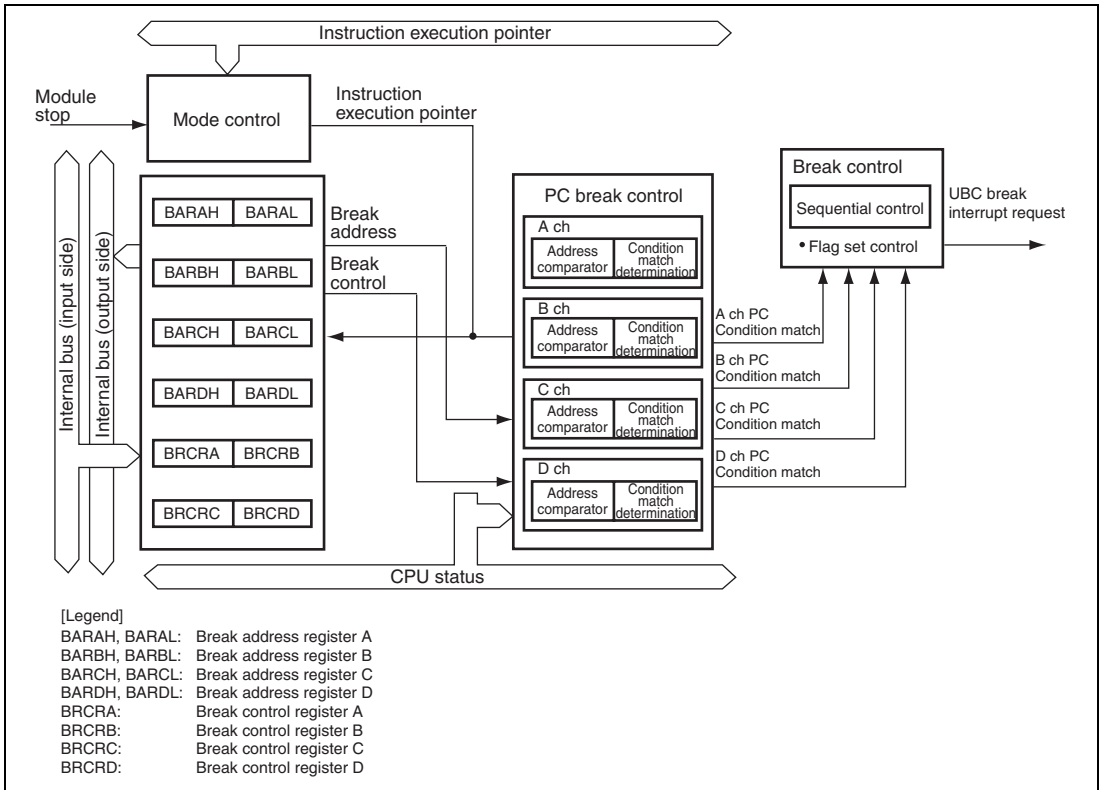 Instruction execution pointer
Module
stop
Mode control
Instruction
execution pointer
Internal bus (input side)
Internal bus (output side)
BARAH BARAL
BARBH BARBL
BARCH BARCL
BARDH BARDL
BRCRA BRCRB
BRCRC BRCRD
Break
address
Break
control
PC break control
A ch
Address
comparator
Condition
match
determination
B ch
Address
comparator
Condition
match
determination
C ch
Address
comparator
Condition
match
determination
D ch
Address
comparator
Condition
match
determination
A ch PC
Condition match
B ch PC
Condition match
C ch PC
Condition match
D ch PC
Condition match
Break control
Sequential control
• Flag set control
UBC break
interrupt request
CPU status
[Legend]
BARAH, BARAL: Break address register A
BARBH, BARBL: Break address register B
BARCH, BARCL: Break address register C
BARDH, BARDL: Break address register D
BRCRA: Break control register A
BRCRB: Break control register B
BRCRC: Break control register C
BRCRD: Break control register D